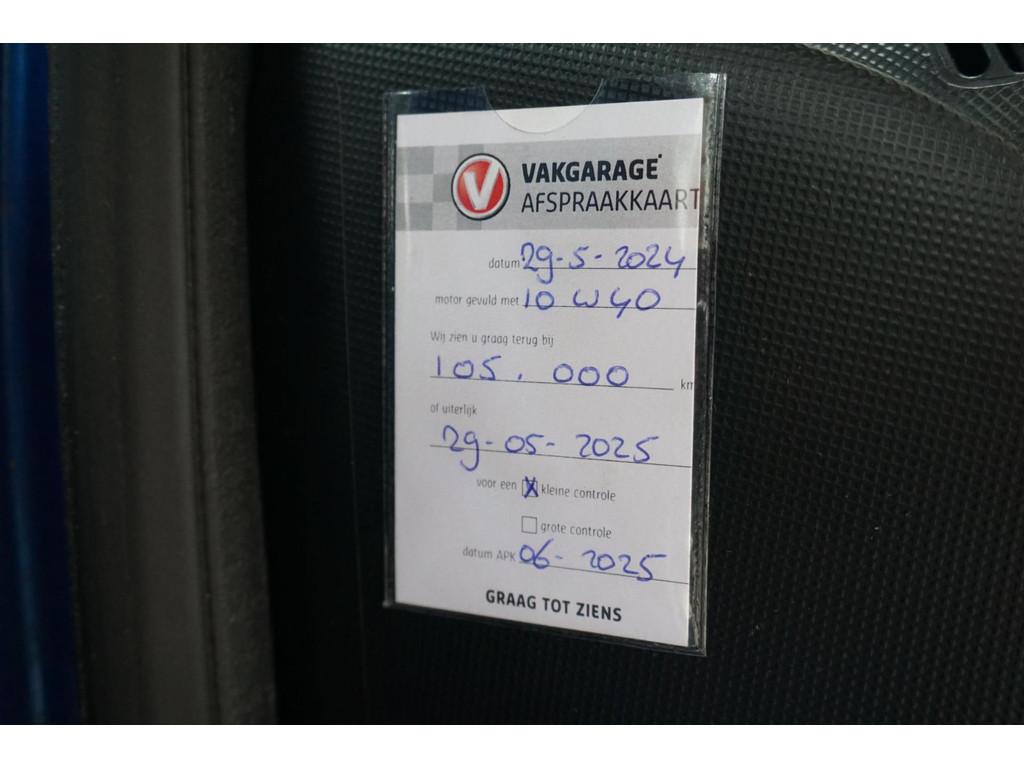 V VAKGARAGE
AFSPRAAKKAART
datum 29-5-2024
motor gevuld met 10 W40
Wij zien u graag terug bij
105.000 km
of uiterlijk
29-05-2025
voor een X kleine controle
grote controle
datum APK 06-2025
GRAAG TOT ZIENS